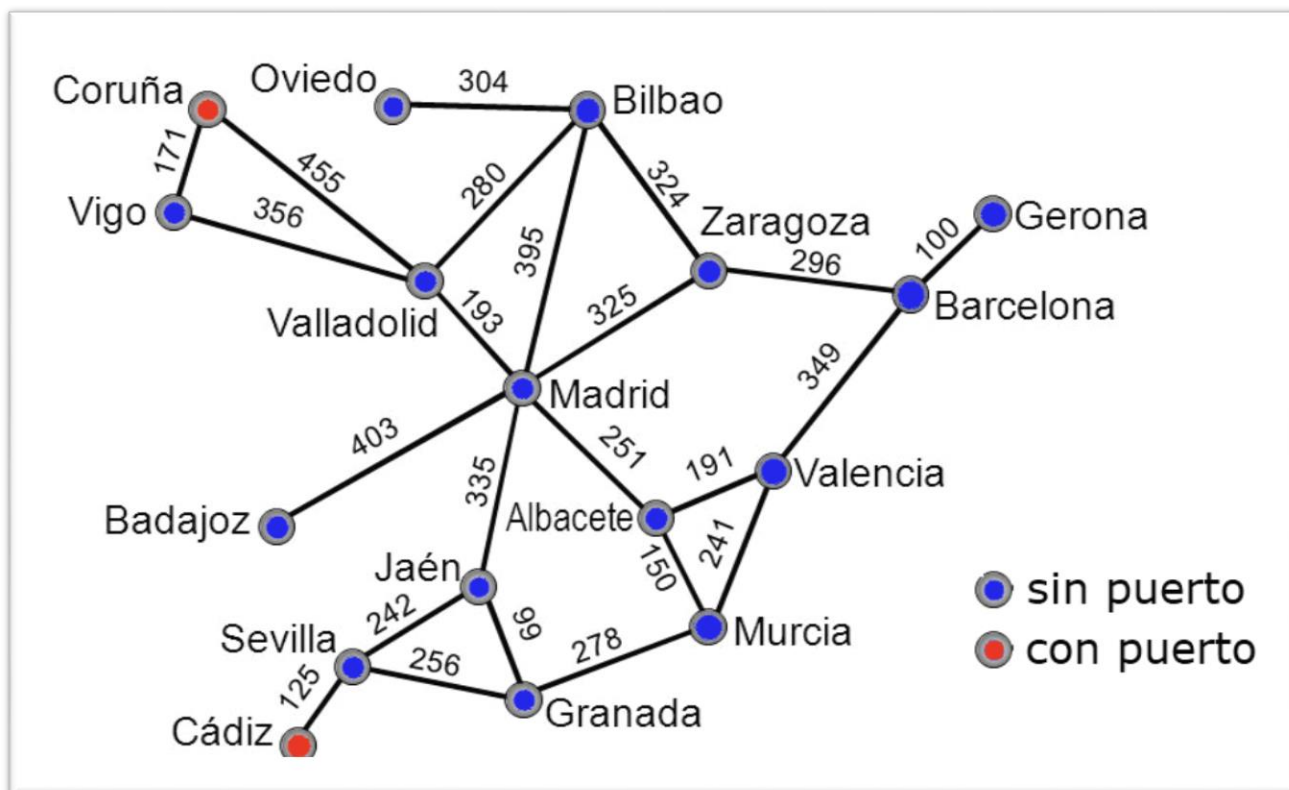 Coruña
Oviedo
304
Bilbao
171
455
280
324
Vigo
356
395
Zaragoza
Gerona
100
296
Valladolid
193
325
Barcelona
349
Madrid
403
251
335
191
Valencia
Badajoz
Albacete
241
150
Jaén
242
99
sin puerto
Sevilla
256
278
Murcia
con puerto
125
Granada
Cádiz